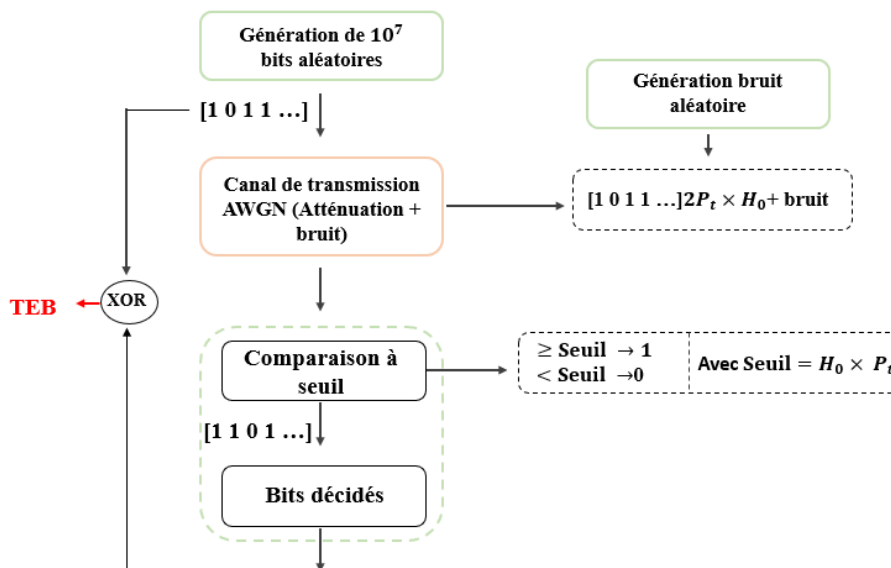 Génération de 10⁷
bits aléatoires
Génération bruit
aléatoire
[1 0 1 1 …]
Canal de transmission
AWGN (Atténuation +
bruit)
[1 0 1 1 …]2Pₜ × H₀+ bruit
TEB
XOR
Comparaison à
seuil
≥ Seuil → 1
< Seuil →0
Avec Seuil = H₀ × Pₜ
[1 1 0 1 …]
Bits décidés